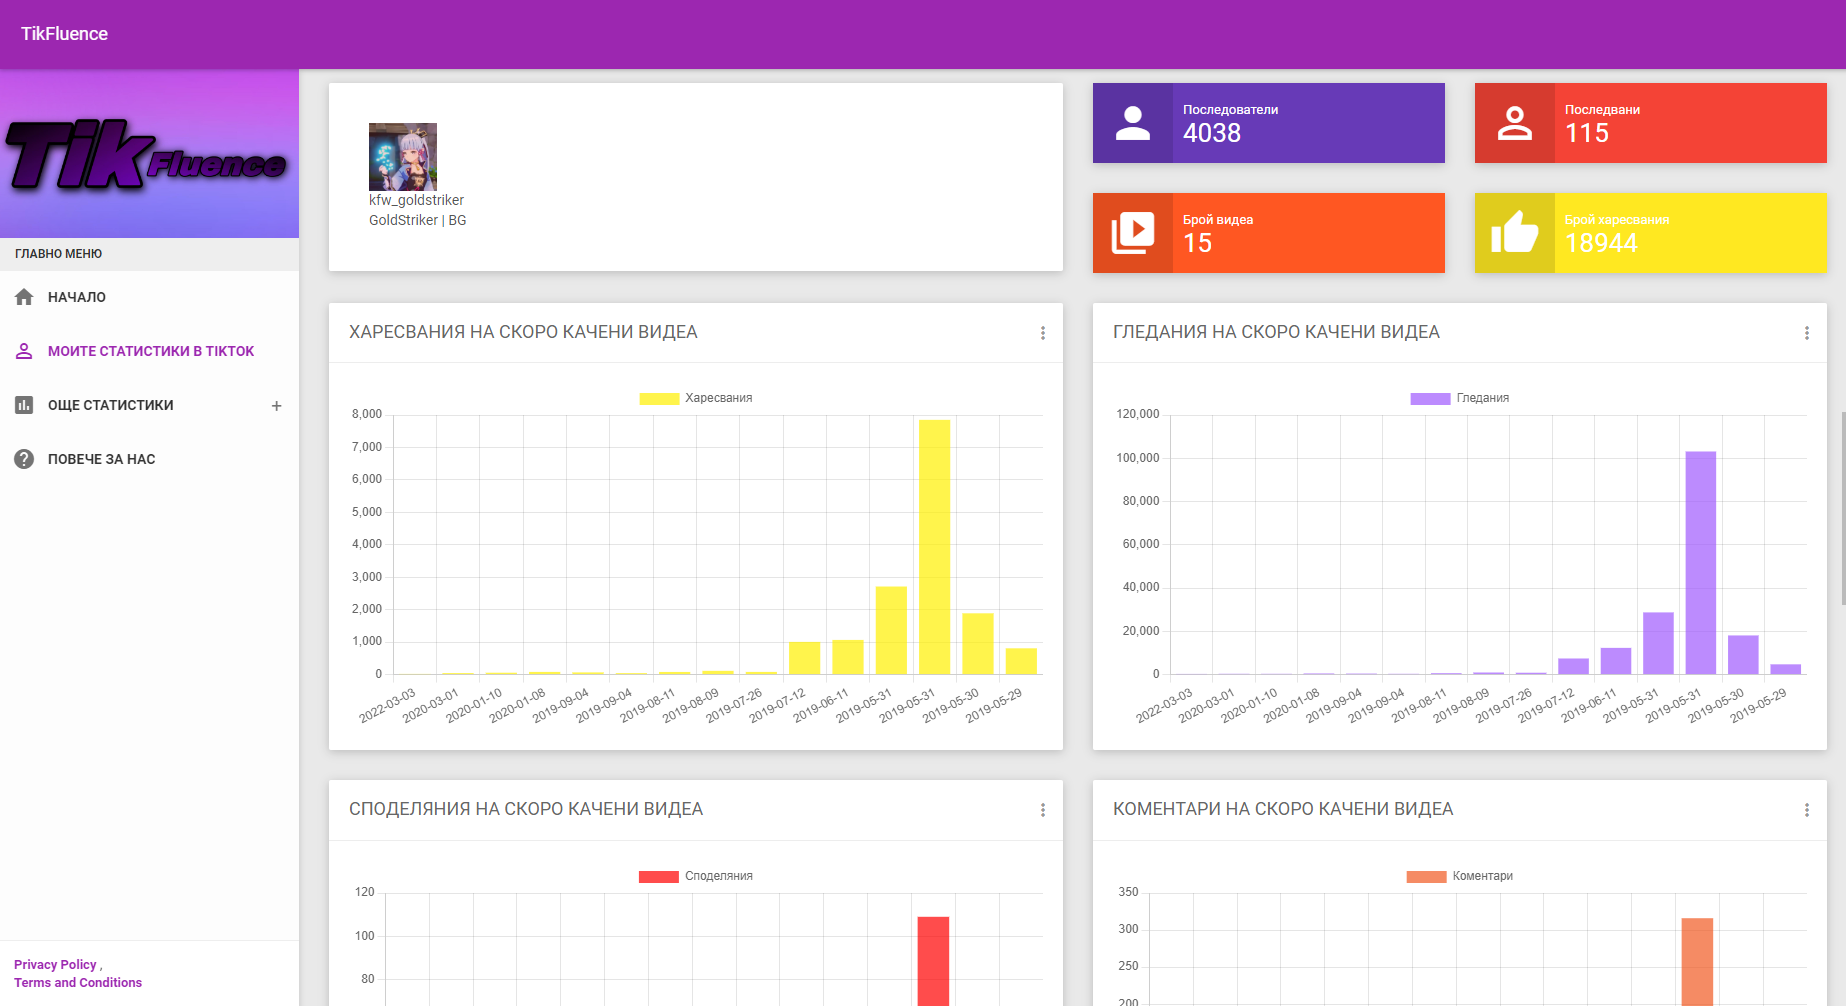 TikFluence
Tik Fluence
ГЛАВНО МЕНЮ
НАЧАЛО
МОИТЕ СТАТИСТИКИ В TIKTOK
ОЩЕ СТАТИСТИКИ +
ПОВЕЧЕ ЗА НАС
Privacy Policy ,
Terms and Conditions
kfw_goldstriker
GoldStriker | BG
Последователи
4038
Последвани
115
Брой видеа
15
Брой харесвания
18944
ХАРЕСВАНИЯ НА СКОРО КАЧЕНИ ВИДЕА
Харесвания
8,000
7,000
6,000
5,000
4,000
3,000
2,000
1,000
0
2022-03-03 2020-03-01 2020-01-10 2020-01-08 2019-09-04 2019-09-04 2019-08-11 2019-08-09 2019-07-26 2019-07-12 2019-06-11 2019-05-31 2019-05-31 2019-05-30 2019-05-29
ГЛЕДАНИЯ НА СКОРО КАЧЕНИ ВИДЕА
Гледания
120,000
100,000
80,000
60,000
40,000
20,000
0
2022-03-03 2020-03-01 2020-01-10 2020-01-08 2019-09-04 2019-09-04 2019-08-11 2019-08-09 2019-07-26 2019-07-12 2019-06-11 2019-05-31 2019-05-31 2019-05-30 2019-05-29
СПОДЕЛЯНИЯ НА СКОРО КАЧЕНИ ВИДЕА
Споделяния
120
100
80
КОМЕНТАРИ НА СКОРО КАЧЕНИ ВИДЕА
Коментари
350
300
250
200